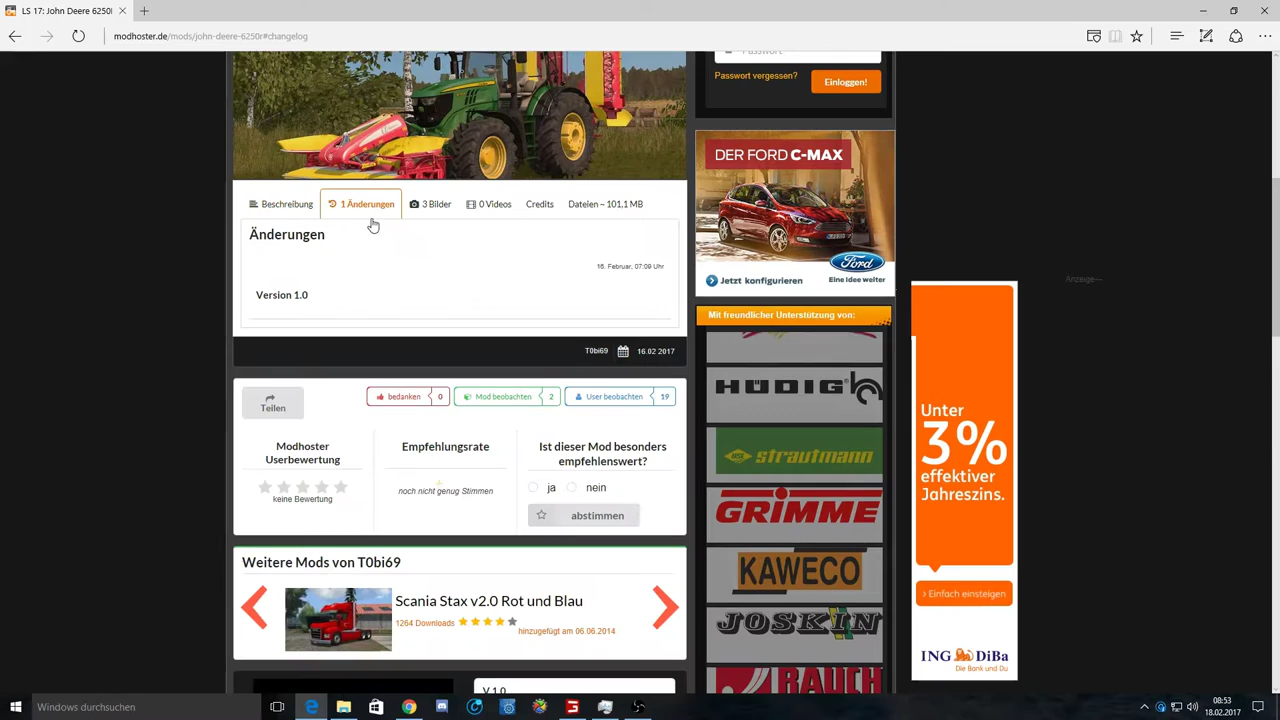 LS 17: John Deere 6250I
modhoster.de/mods/john-deere-6250r#changelog
Passwort
Passwort vergessen?
Einloggen!
DER FORD C-MAX
Ford
Jetzt konfigurieren
Eine Idee weiter
Beschreibung
1 Änderungen
3 Bilder
0 Videos
Credits
Dateien ~ 101,1 MB
Änderungen
16. Februar, 07:09 Uhr
Version 1.0
T0bi69
16.02 2017
Mit freundlicher Unterstützung von:
HÜDIG
strautmann
GRIMME
KAWECO
JOSKIN
RAUCH
Anzeige—
Unter
3%
effektiver
Jahreszins.
› Einfach einsteigen
ING DiBa
Die Bank und Du
Teilen
bedanken 0
Mod beobachten 2
User beobachten 19
Modhoster
Userbewertung
keine Bewertung
Empfehlungsrate
noch nicht genug Stimmen
Ist dieser Mod besonders
empfehlenswert?
ja
nein
abstimmen
Weitere Mods von T0bi69
Scania Stax v2.0 Rot und Blau
1264 Downloads
hinzugefügt am 06.06.2014
V 1.0
Windows durchsuchen
08:53
18.02.2017